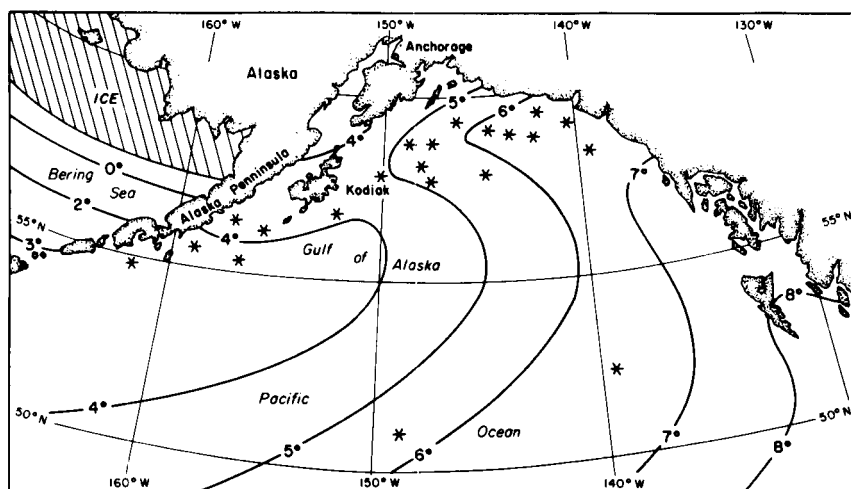 160° W 150° W 140° W 130° W
Anchorage
Alaska
ICE
5°
6°
4°
0°
Bering
Sea
Alaska Penninsula
7°
2°
Kodiak
55° N
55° N
3°
4°
Gulf of Alaska
8°
50° N
4°
Pacific
50° N
5°
6°
Ocean
7°
8°
160° W 150° W 140° W